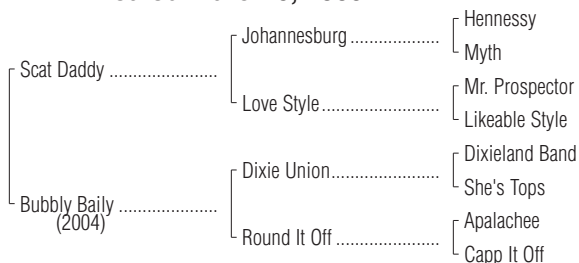 Hennessy
Johannesburg ....................
Myth
Scat Daddy ........................
Mr. Prospector
Love Style..........................
Likeable Style
Dixieland Band
Dixie Union........................
She's Tops
Bubbly Baily ......................
(2004)
Apalachee
Round It Off .......................
Capp It Off